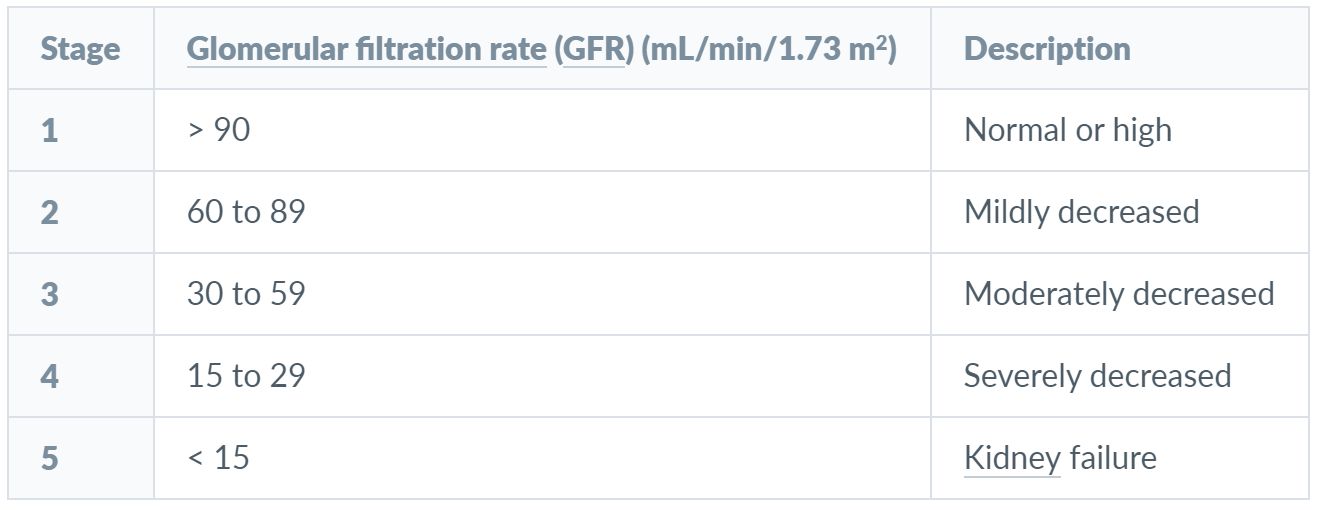 Stage Glomerular filtration rate (GFR) (mL/min/1.73 m²) Description
1 > 90 Normal or high
2 60 to 89 Mildly decreased
3 30 to 59 Moderately decreased
4 15 to 29 Severely decreased
5 < 15 Kidney failure